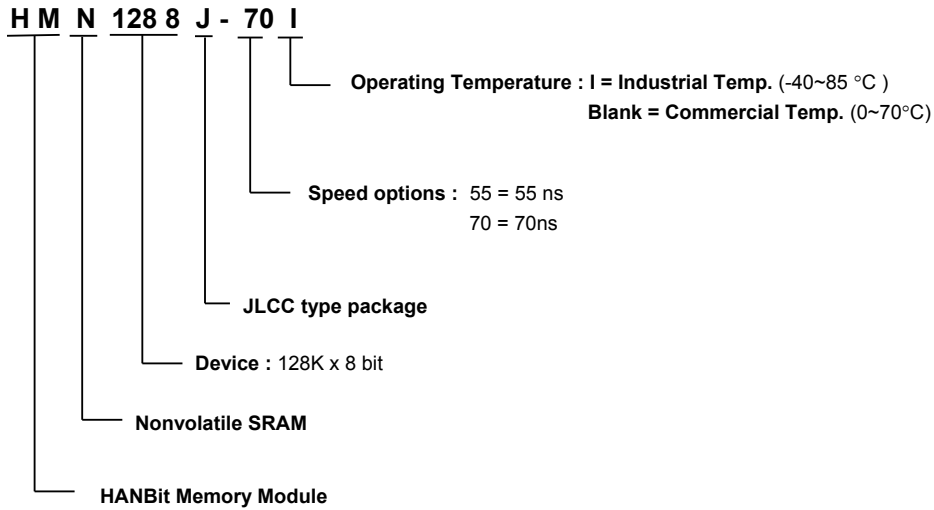 H M N 128 8 J - 70 I
Operating Temperature : I = Industrial Temp. (-40~85 °C )
Blank = Commercial Temp. (0~70°C)
Speed options : 55 = 55 ns
70 = 70ns
JLCC type package
Device : 128K x 8 bit
Nonvolatile SRAM
HANBit Memory Module